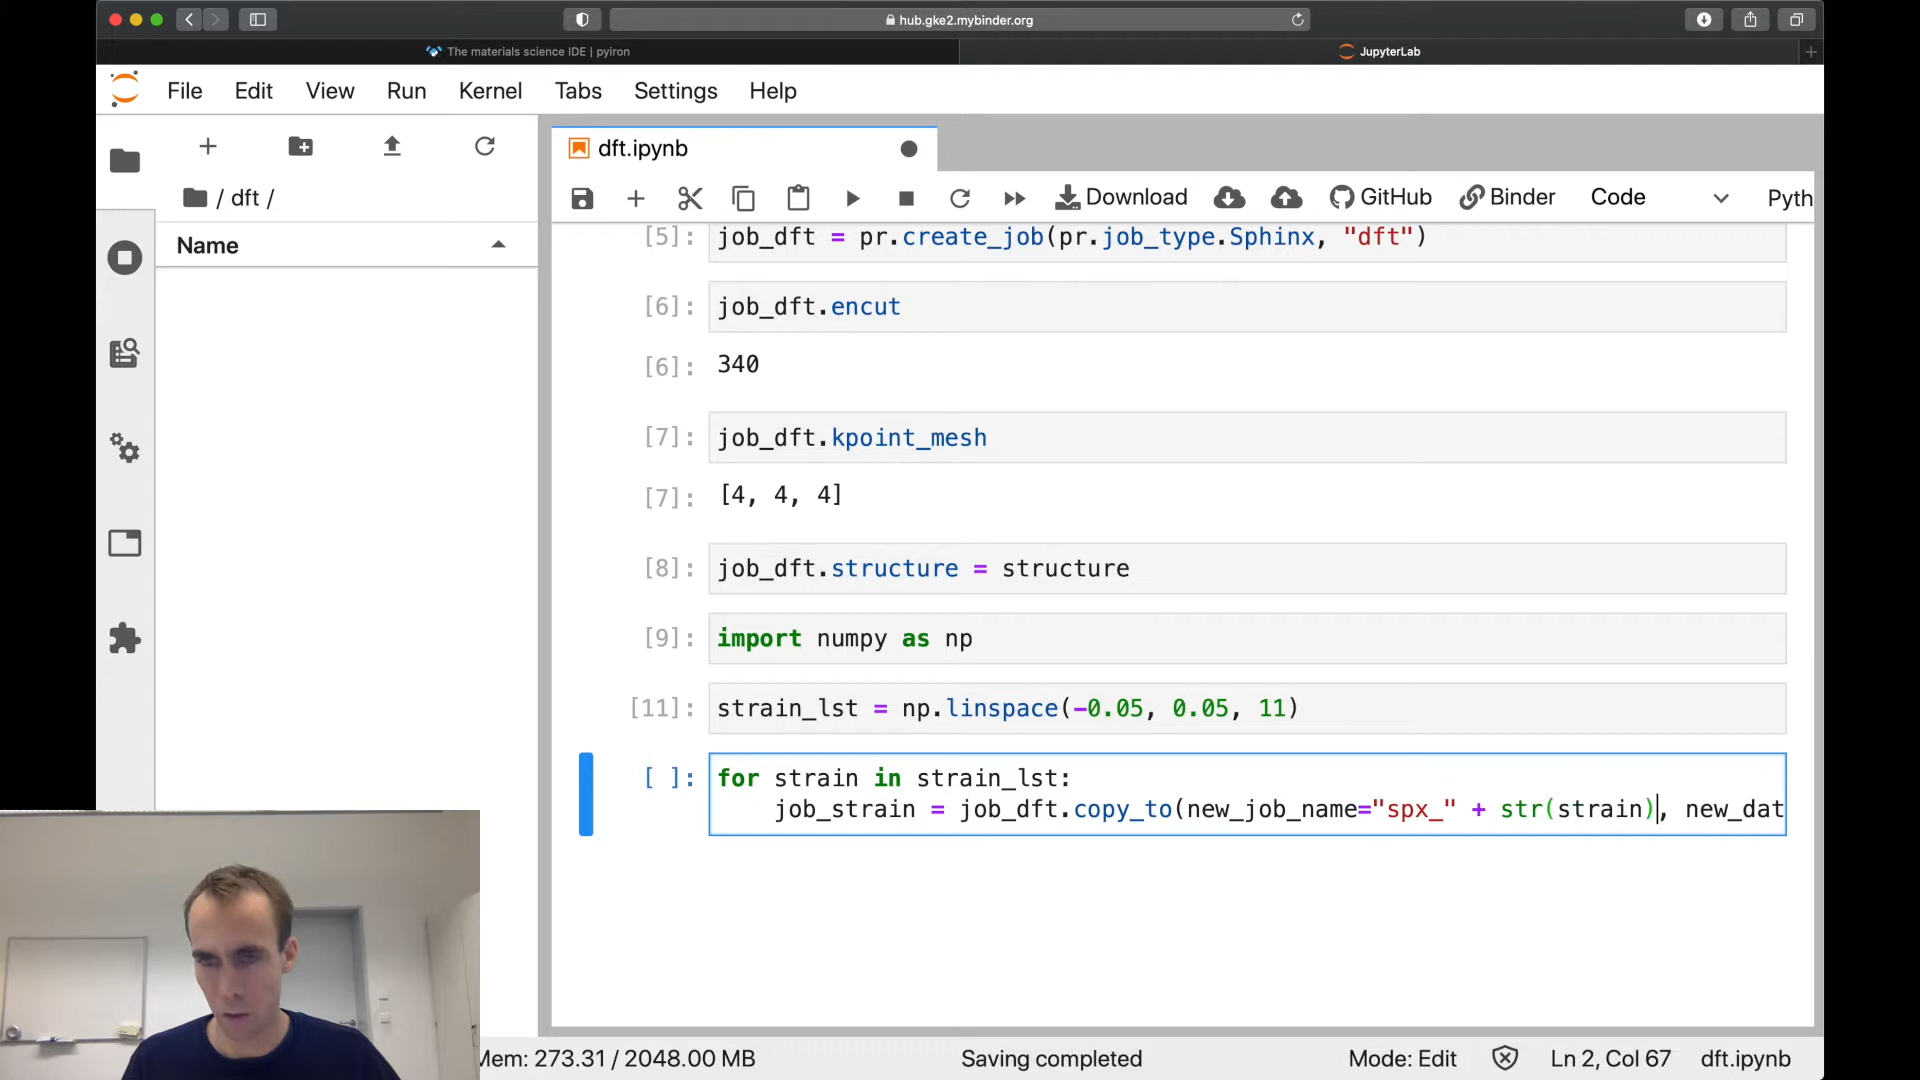 hub.gke2.mybinder.org
The materials science IDE | pyiron
JupyterLab
File Edit View Run Kernel Tabs Settings Help
/ dft /
Name
dft.ipynb
Download GitHub Binder Code Pyth
[5]: job_dft = pr.create_job(pr.job_type.Sphinx, "dft")
[6]: job_dft.encut
[6]: 340
[7]: job_dft.kpoint_mesh
[7]: [4, 4, 4]
[8]: job_dft.structure = structure
[9]: import numpy as np
[11]: strain_lst = np.linspace(-0.05, 0.05, 11)
[ ]: for strain in strain_lst:
job_strain = job_dft.copy_to(new_job_name="spx_" + str(strain), new_dat
Mem: 273.31 / 2048.00 MB Saving completed Mode: Edit Ln 2, Col 67 dft.ipynb